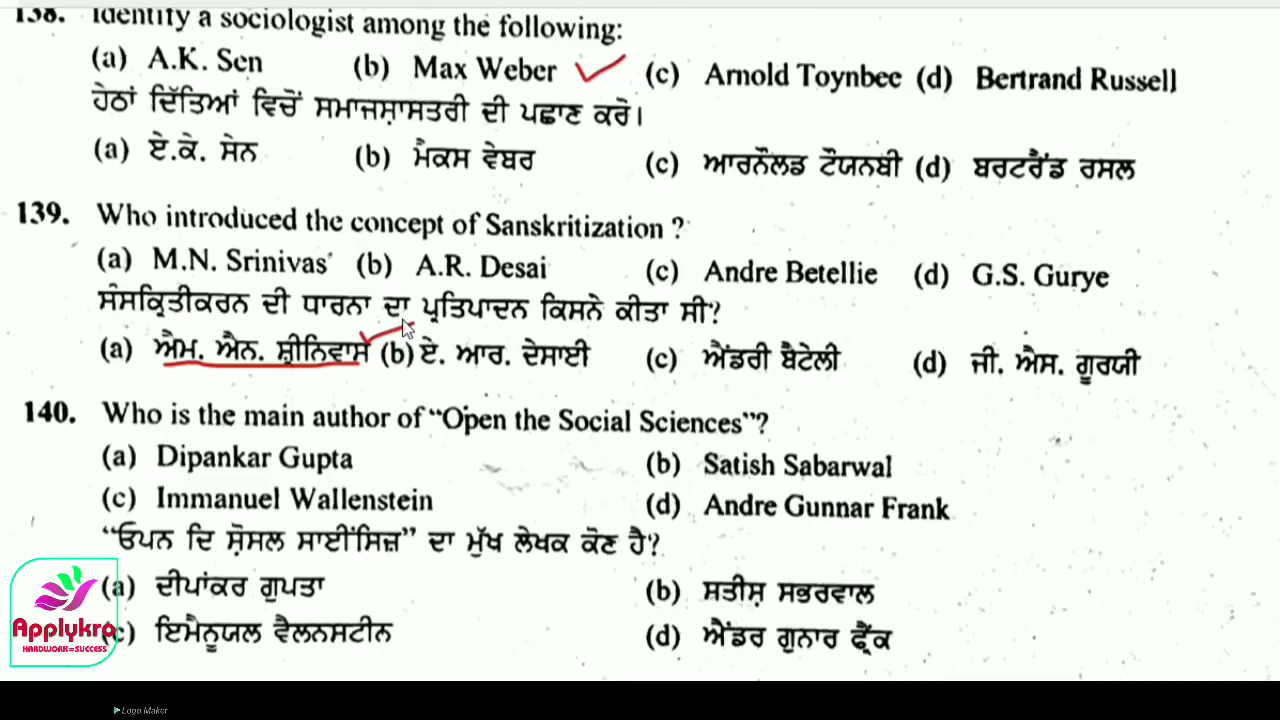 138. Identify a sociologist among the following:
(a) A.K. Sen (b) Max Weber (c) Arnold Toynbee (d) Bertrand Russell
ਹੇਠਾਂ ਦਿੱਤਿਆਂ ਵਿਚੋਂ ਸਮਾਜਸ਼ਾਸਤਰੀ ਦੀ ਪਛਾਣ ਕਰੋ।
(a) ਏ.ਕੇ. ਸੇਨ (b) ਮੈਕਸ ਵੇਬਰ (c) ਆਰਨੌਲਡ ਟੌਯਨਬੀ (d) ਬਰਟਰੈਂਡ ਰਸਲ
139. Who introduced the concept of Sanskritization ?
(a) M.N. Srinivas (b) A.R. Desai (c) Andre Betellie (d) G.S. Gurye
ਸੰਸਕ੍ਰਿਤੀਕਰਨ ਦੀ ਧਾਰਨਾ ਦਾ ਪ੍ਰਤਿਪਾਦਨ ਕਿਸਨੇ ਕੀਤਾ ਸੀ?
(a) ਐਮ. ਐਨ. ਸ਼੍ਰੀਨਿਵਾਸ (b) ਏ. ਆਰ. ਦੇਸਾਈ (c) ਐਂਡਰੀ ਬੈਟੇਲੀ (d) ਜੀ. ਐਸ. ਗੂਰਯੀ
140. Who is the main author of “Open the Social Sciences”?
(a) Dipankar Gupta (b) Satish Sabarwal
(c) Immanuel Wallenstein (d) Andre Gunnar Frank
“ਓਪਨ ਦਿ ਸ਼ੋਸਲ ਸਾਈਂਸਿਜ਼” ਦਾ ਮੁੱਖ ਲੇਖਕ ਕੋਣ ਹੈ?
(a) ਦੀਪਾਂਕਰ ਗੁਪਤਾ (b) ਸਤੀਸ਼ ਸਭਰਵਾਲ
(c) ਇਮੈਨੂਯਲ ਵੈਲਨਸਟੀਨ (d) ਐਂਡਰ ਗੁਨਾਰ ਫ੍ਰੈਂਕ
Applykro
HARDWORK=SUCCESS
Logo Maker